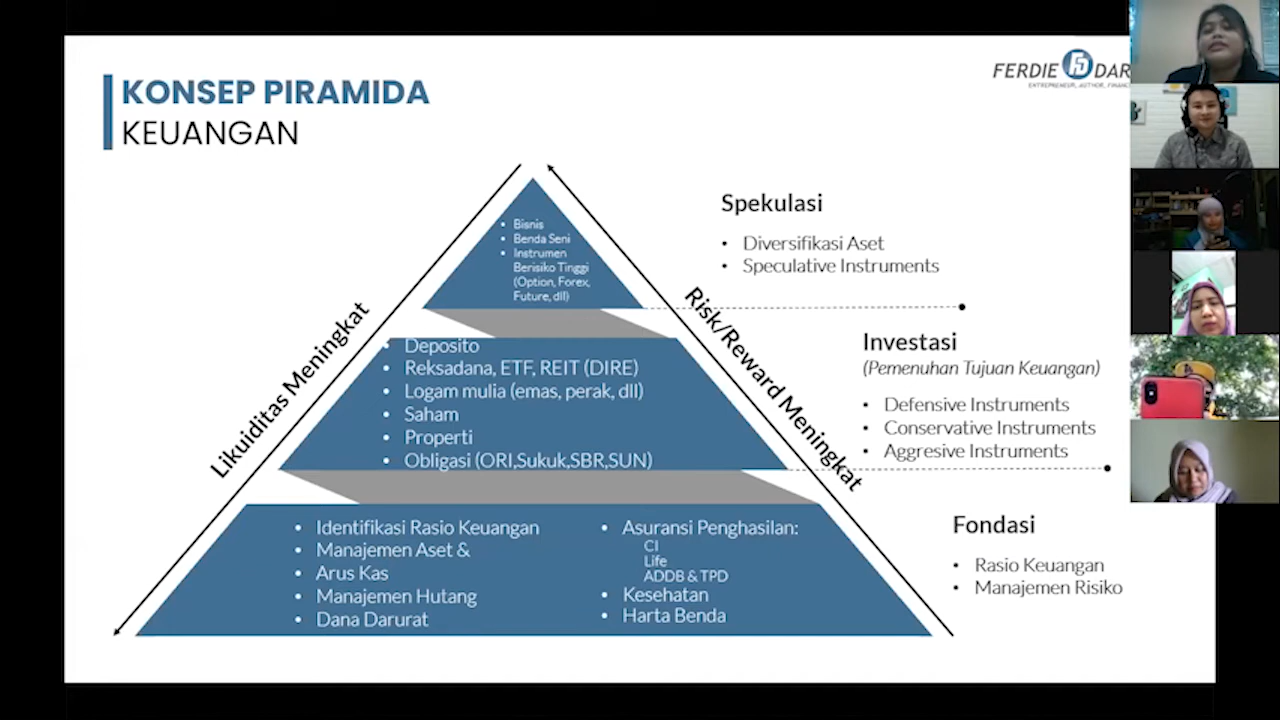 KONSEP PIRAMIDA
KEUANGAN
FERDIE DAR
ENTREPRENEUR, AUTHOR, FINANC
Likuiditas Meningkat
Risk/Reward Meningkat
• Bisnis
• Benda Seni
• Instrumen
Berisiko Tinggi
(Option, Forex,
Future, dll)
Spekulasi
• Diversifikasi Aset
• Speculative Instruments
• Deposito
• Reksadana, ETF, REIT (DIRE)
• Logam mulia (emas, perak, dll)
• Saham
• Properti
• Obligasi (ORI,Sukuk,SBR,SUN)
Investasi
(Pemenuhan Tujuan Keuangan)
• Defensive Instruments
• Conservative Instruments
• Aggresive Instruments
• Identifikasi Rasio Keuangan
• Manajemen Aset &
• Arus Kas
• Manajemen Hutang
• Dana Darurat
• Asuransi Penghasilan:
CI
Life
ADDB & TPD
• Kesehatan
• Harta Benda
Fondasi
• Rasio Keuangan
• Manajemen Risiko